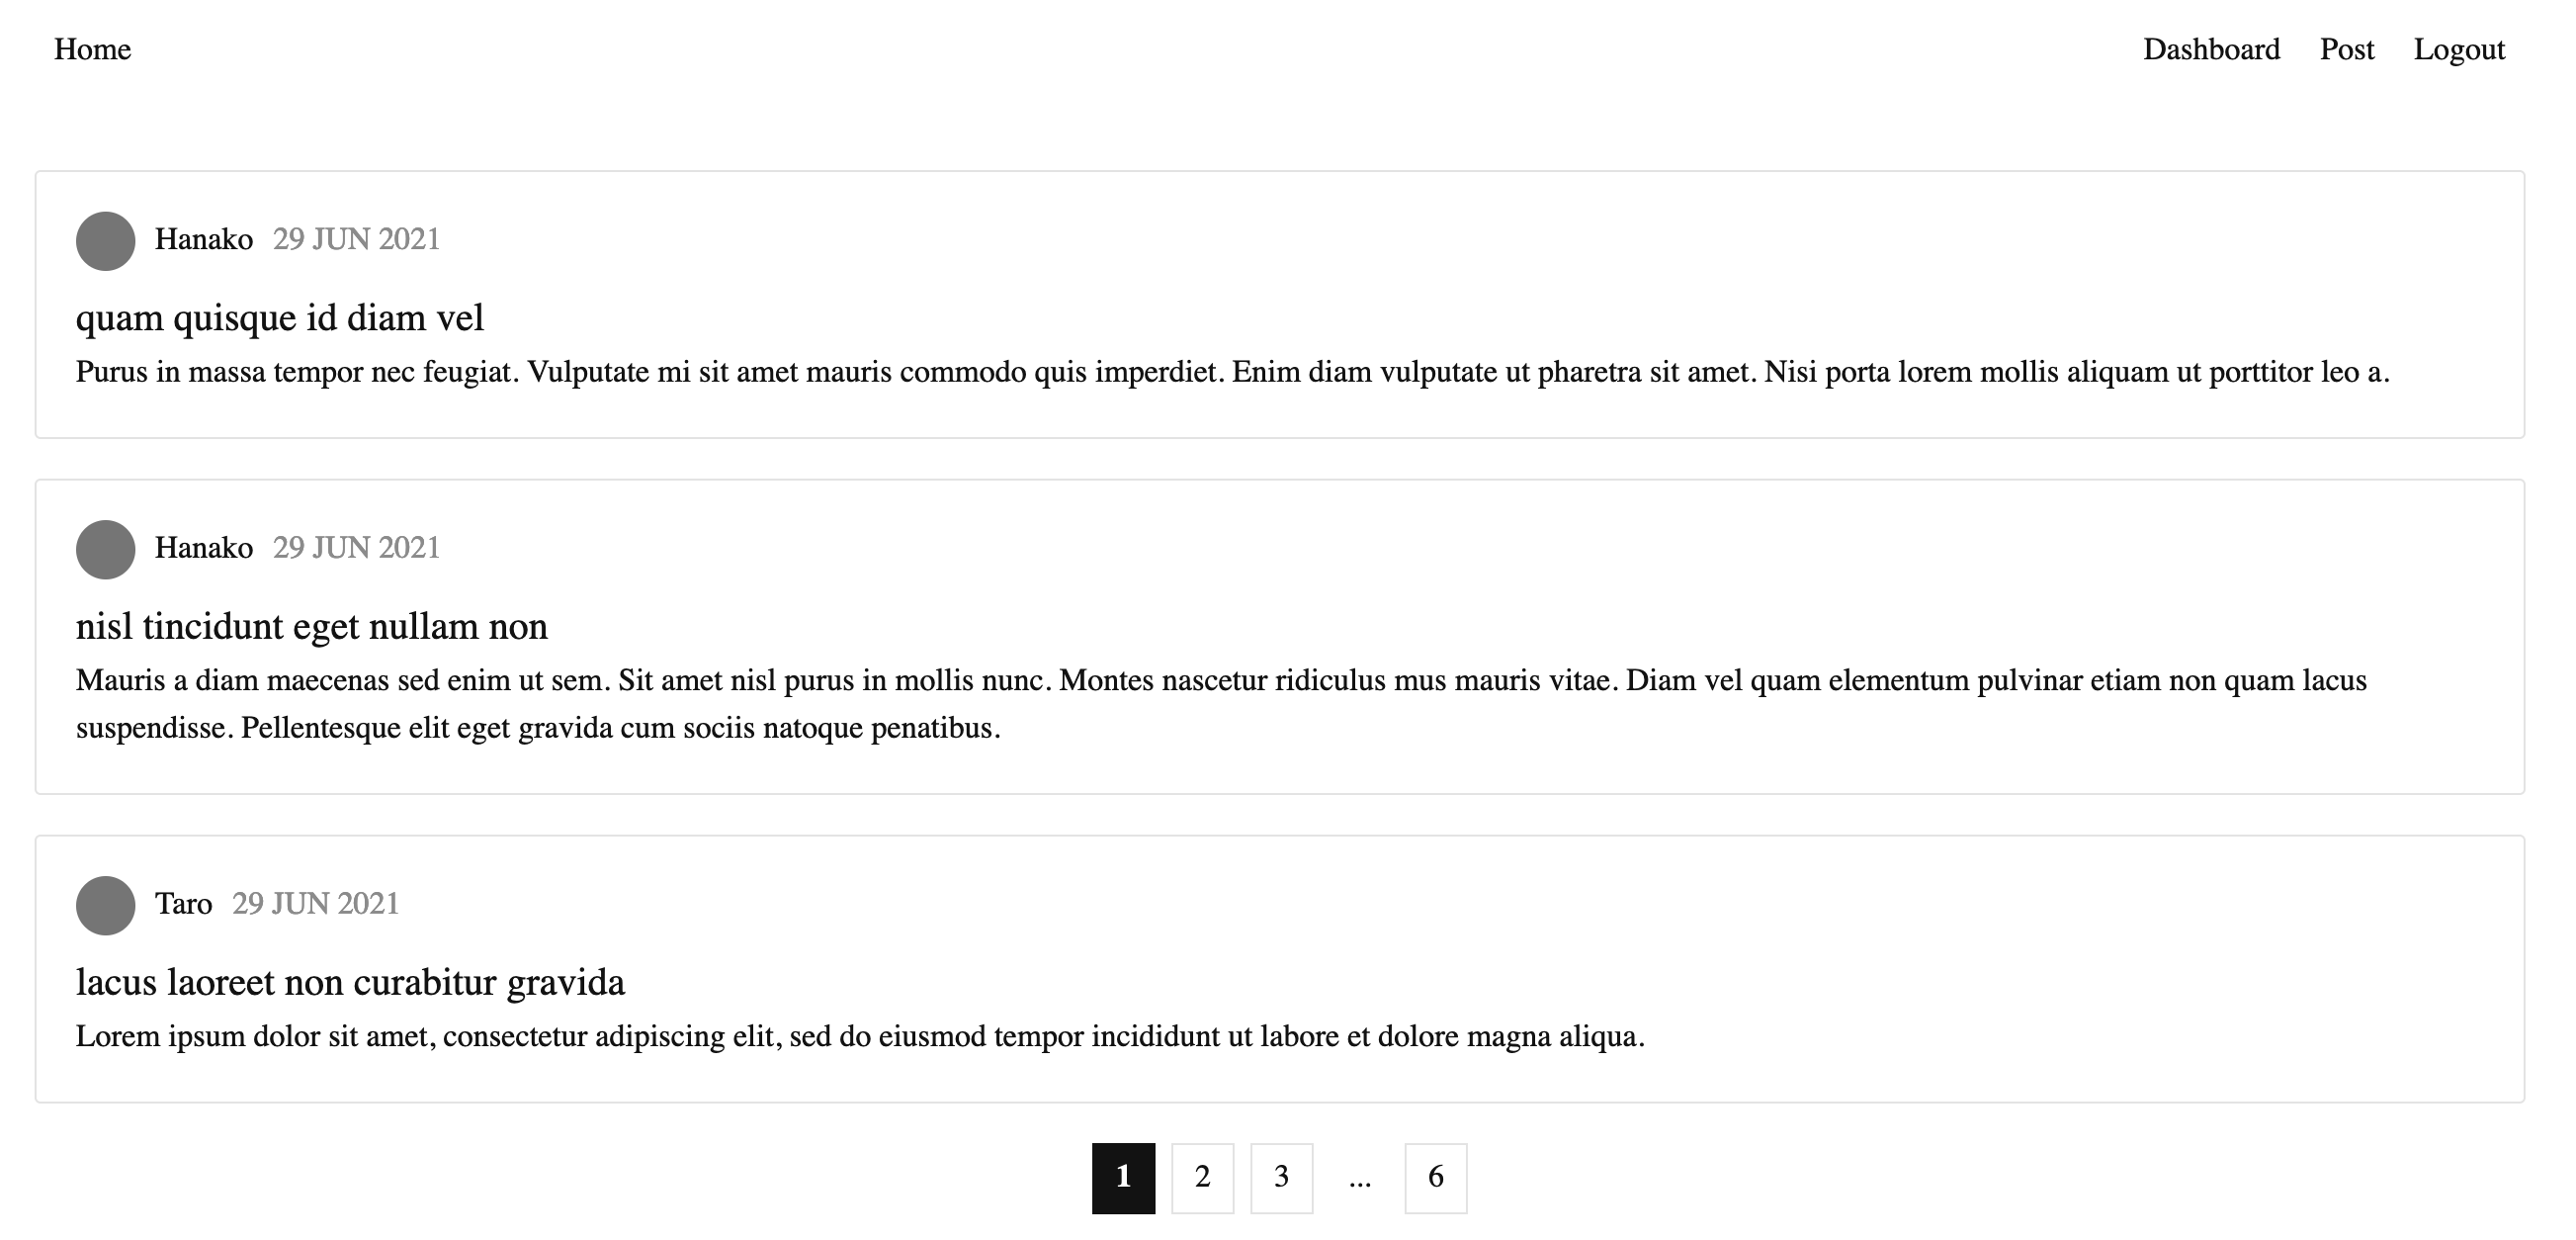 Home Dashboard Post Logout
Hanako 29 JUN 2021
quam quisque id diam vel
Purus in massa tempor nec feugiat. Vulputate mi sit amet mauris commodo quis imperdiet. Enim diam vulputate ut pharetra sit amet. Nisi porta lorem mollis aliquam ut porttitor leo a.
Hanako 29 JUN 2021
nisl tincidunt eget nullam non
Mauris a diam maecenas sed enim ut sem. Sit amet nisl purus in mollis nunc. Montes nascetur ridiculus mus mauris vitae. Diam vel quam elementum pulvinar etiam non quam lacus
suspendisse. Pellentesque elit eget gravida cum sociis natoque penatibus.
Taro 29 JUN 2021
lacus laoreet non curabitur gravida
Lorem ipsum dolor sit amet, consectetur adipiscing elit, sed do eiusmod tempor incididunt ut labore et dolore magna aliqua.
1 2 3 ... 6